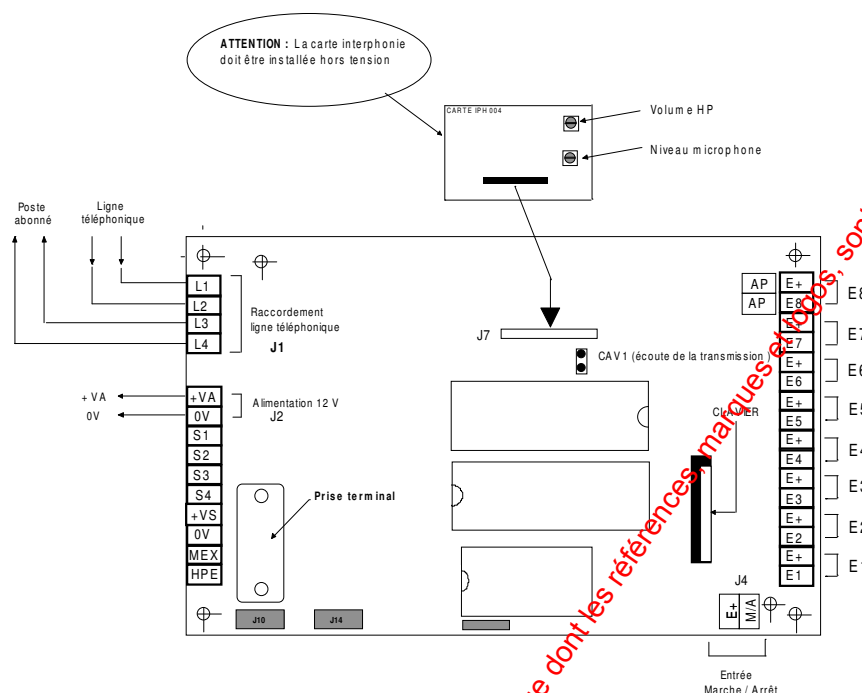 ATTENTION : La carte interphonie
doit être installée hors tension
CARTE IPH 004
Volume HP
Niveau microphone
Poste
abonné
Ligne
téléphonique
L1
L2
L3
L4
Raccordement
ligne téléphonique
J1
+VA
0V
+VA
0V
S1
S2
S3
S4
+VS
0V
MEX
HPE
Alimentation 12 V
J2
Prise terminal
J10
J14
J7
CAV1 (écoute de la transmission )
CLAVIER
AP
AP
E+
E8
E+
E7
E+
E6
E+
E5
E+
E4
E+
E3
E+
E2
E+
E1
E8
E7
E6
E5
E4
E3
E2
E1
J4
E+
M/A
Entrée
Marche / Arrêt
e dont les références, marques et logos, sont